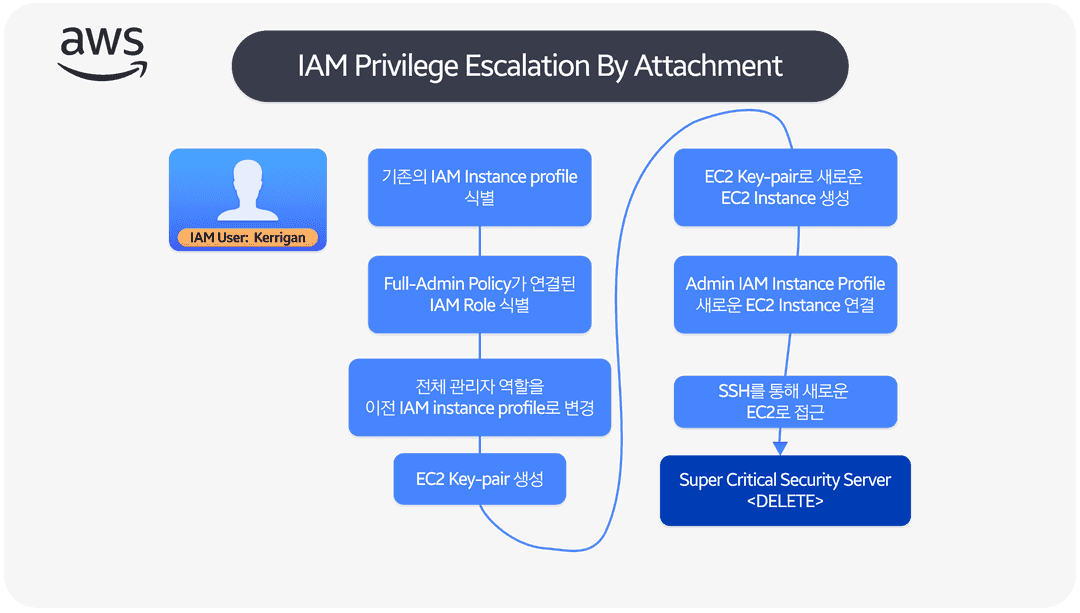 aws
IAM Privilege Escalation By Attachment
IAM User: Kerrigan
기존의 IAM Instance profile
식별
Full-Admin Policy가 연결된
IAM Role 식별
전체 관리자 역할을
이전 IAM instance profile로 변경
EC2 Key-pair 생성
EC2 Key-pair로 새로운
EC2 Instance 생성
Admin IAM Instance Profile
새로운 EC2 Instance 연결
SSH를 통해 새로운
EC2로 접근
Super Critical Security Server
<DELETE>